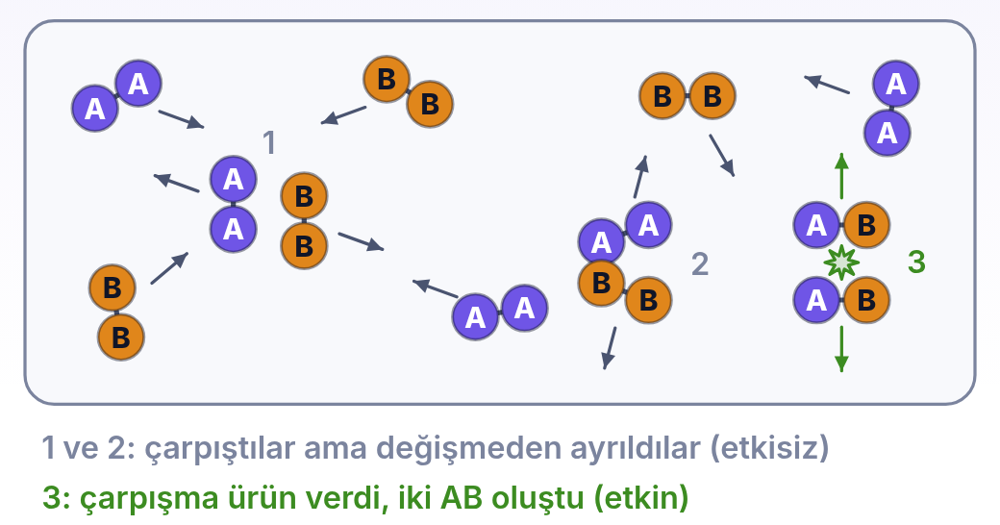 A A B B A
A B B A
1
A A B B
A A B B 2
A B 3
B B A A
A B
1 ve 2: çarpıştılar ama değişmeden ayrıldılar (etkisiz)
3: çarpışma ürün verdi, iki AB oluştu (etkin)